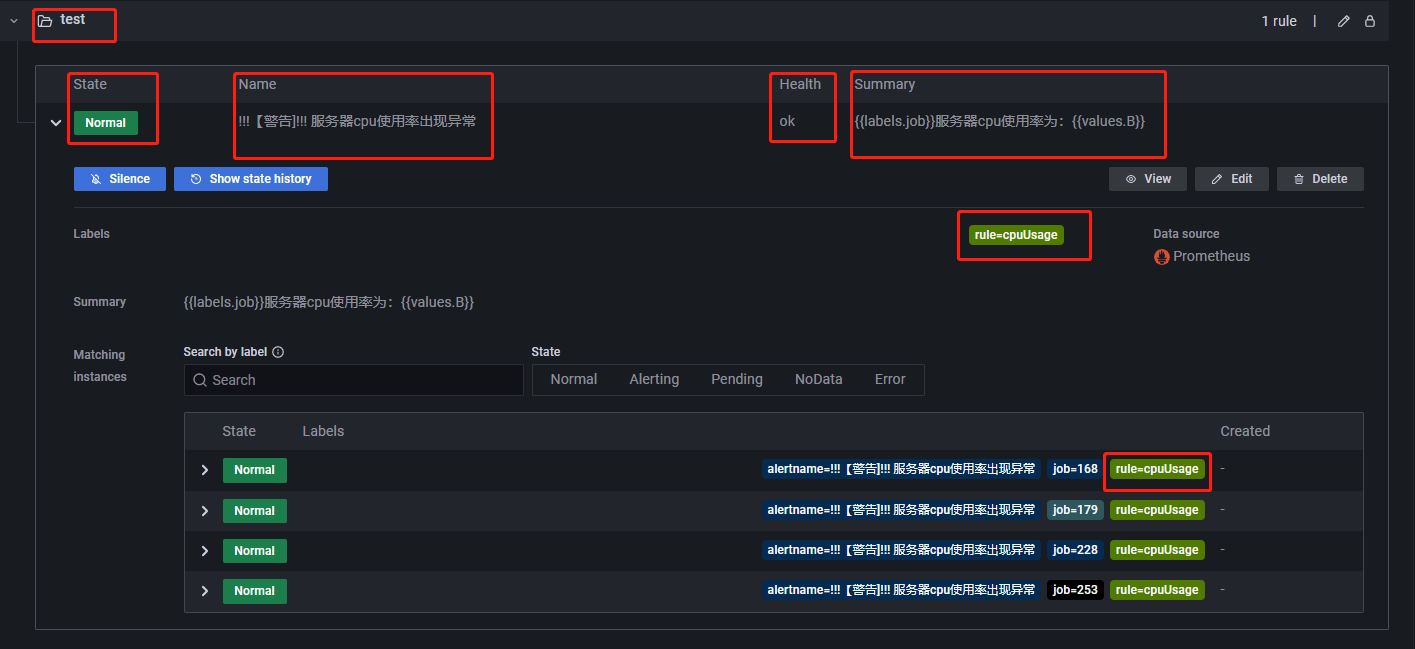 test
1 rule |
State Name Health Summary
Normal !!!【警告]!!! 服务器cpu使用率出现异常 ok {{labels.job}}服务器cpu使用率为：{{values.B}}
Silence Show state history View Edit Delete
Labels rule=cpuUsage Data source
Prometheus
Summary {{labels.job}}服务器cpu使用率为：{{values.B}}
Matching instances
Search by label State
Search Normal Alerting Pending NoData Error
State Labels Created
Normal alertname=!!!【警告]!!! 服务器cpu使用率出现异常 job=168 rule=cpuUsage -
Normal alertname=!!!【警告]!!! 服务器cpu使用率出现异常 job=179 rule=cpuUsage -
Normal alertname=!!!【警告]!!! 服务器cpu使用率出现异常 job=228 rule=cpuUsage -
Normal alertname=!!!【警告]!!! 服务器cpu使用率出现异常 job=253 rule=cpuUsage -